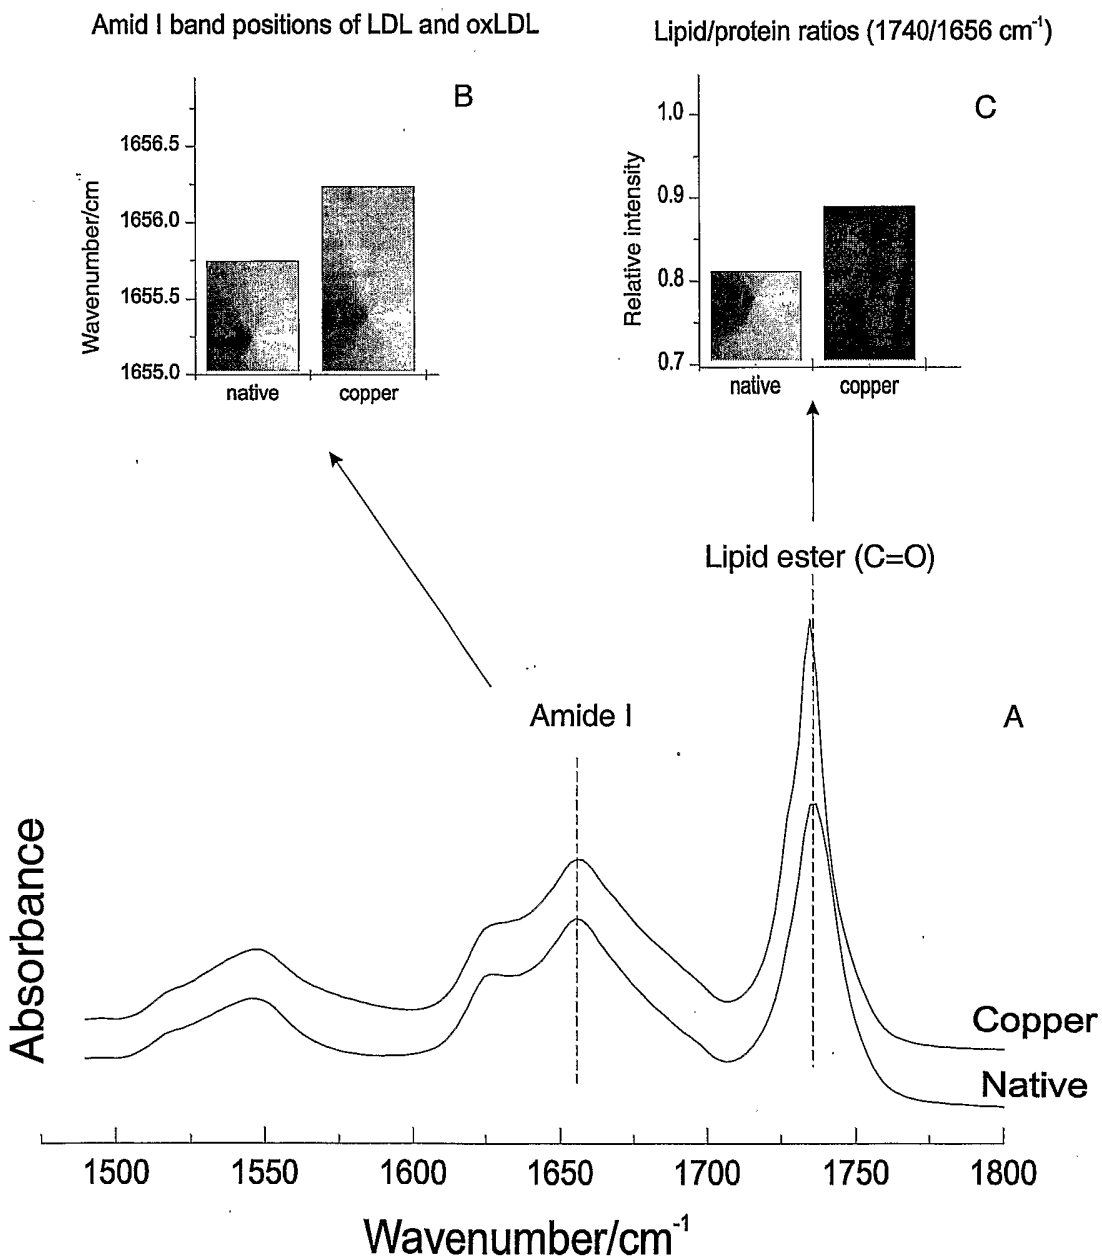 Amid I band positions of LDL and oxLDL
Lipid/protein ratios (1740/1656 cm⁻¹)
B
1656.5
1656.0
1655.5
1655.0
Wavenumber/cm⁻¹
native
copper
C
1.0
0.9
0.8
0.7
Relative intensity
native
copper
Lipid ester (C=O)
Amide I
A
Absorbance
Copper
Native
1500
1550
1600
1650
1700
1750
1800
Wavenumber/cm⁻¹